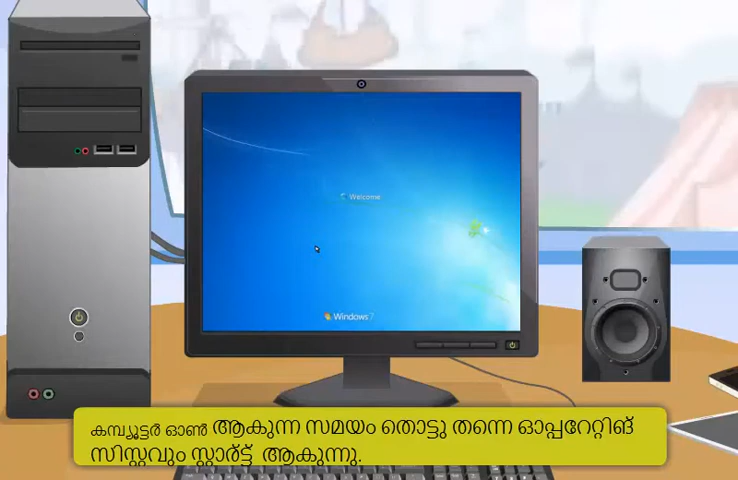 Welcome
Windows 7
കമ്പ്യൂട്ടർ ഓൺ ആകുന്ന സമയം തൊട്ടു തന്നെ ഓപ്പറേറ്റിങ്
സിസ്റ്റവും സ്റ്റാർട്ട് ആകുന്നു.